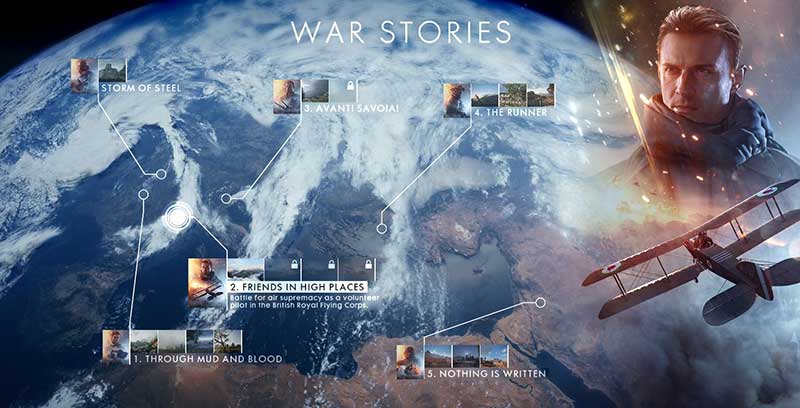 WAR STORIES
STORM OF STEEL
3. AVANTI SAVOIA!
4. THE RUNNER
2. FRIENDS IN HIGH PLACES
Battle for air supremacy as a volunteer
pilot in the British Royal Flying Corps.
1. THROUGH MUD AND BLOOD
5. NOTHING IS WRITTEN